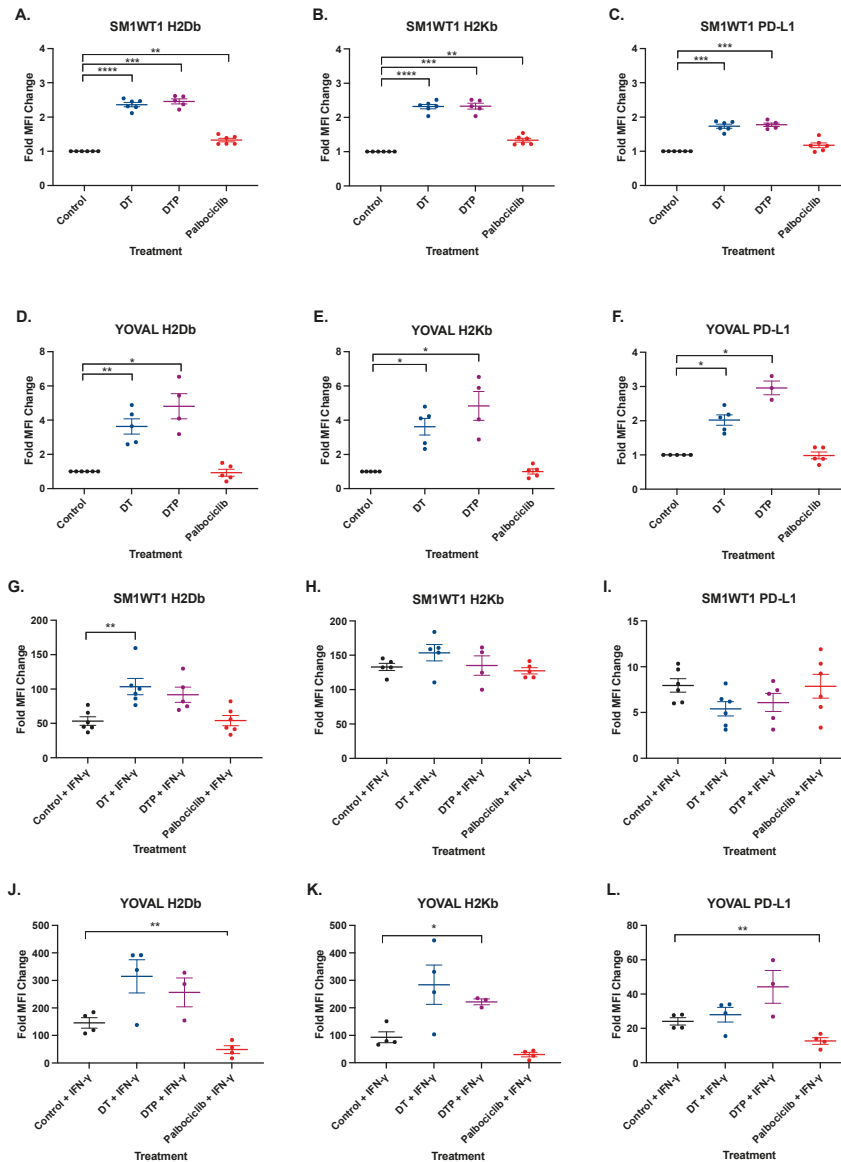 A.
SM1WT1 H2Db
Fold MFI Change
4
3
2
1
0
**
***
****
Control
DT
DTP
Palbociclib
Treatment
B.
SM1WT1 H2Kb
Fold MFI Change
4
3
2
1
0
**
***
****
Control
DT
DTP
Palbociclib
Treatment
C.
SM1WT1 PD-L1
Fold MFI Change
4
3
2
1
0
***
***
Control
DT
DTP
Palbociclib
Treatment
D.
YOVAL H2Db
Fold MFI Change
8
6
4
2
0
*
**
Control
DT
DTP
Palbociclib
Treatment
E.
YOVAL H2Kb
Fold MFI Change
8
6
4
2
0
*
*
Control
DT
DTP
Palbociclib
Treatment
F.
YOVAL PD-L1
Fold MFI Change
4
3
2
1
0
*
*
Control
DT
DTP
Palbociclib
Treatment
G.
SM1WT1 H2Db
Fold MFI Change
200
150
100
50
0
**
Control + IFN-γ
DT + IFN-γ
DTP + IFN-γ
Palbociclib + IFN-γ
Treatment
H.
SM1WT1 H2Kb
Fold MFI Change
200
150
100
50
0
Control + IFN-γ
DT + IFN-γ
DTP + IFN-γ
Palbociclib + IFN-γ
Treatment
I.
SM1WT1 PD-L1
Fold MFI Change
15
10
5
0
Control + IFN-γ
DT + IFN-γ
DTP + IFN-γ
Palbociclib + IFN-γ
Treatment
J.
YOVAL H2Db
Fold MFI Change
500
400
300
200
100
0
**
Control + IFN-γ
DT + IFN-γ
DTP + IFN-γ
Palbociclib + IFN-γ
Treatment
K.
YOVAL H2Kb
Fold MFI Change
500
400
300
200
100
0
*
Control + IFN-γ
DT + IFN-γ
DTP + IFN-γ
Palbociclib + IFN-γ
Treatment
L.
YOVAL PD-L1
Fold MFI Change
80
60
40
20
0
**
Control + IFN-γ
DT + IFN-γ
DTP + IFN-γ
Palbociclib + IFN-γ
Treatment